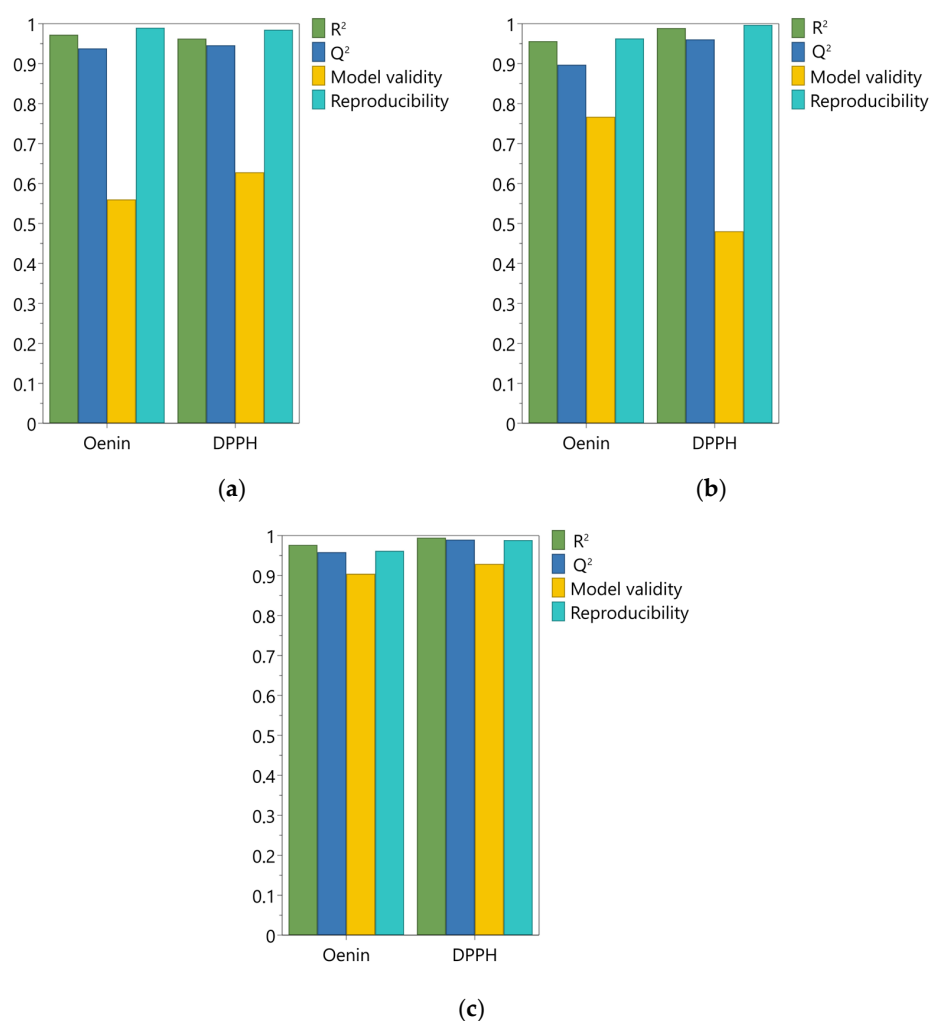 1
0.9
0.8
0.7
0.6
0.5
0.4
0.3
0.2
0.1
0
Oenin DPPH
R²
Q²
Model validity
Reproducibility
(a)
1
0.9
0.8
0.7
0.6
0.5
0.4
0.3
0.2
0.1
0
Oenin DPPH
R²
Q²
Model validity
Reproducibility
(b)
1
0.9
0.8
0.7
0.6
0.5
0.4
0.3
0.2
0.1
0
Oenin DPPH
R²
Q²
Model validity
Reproducibility
(c)